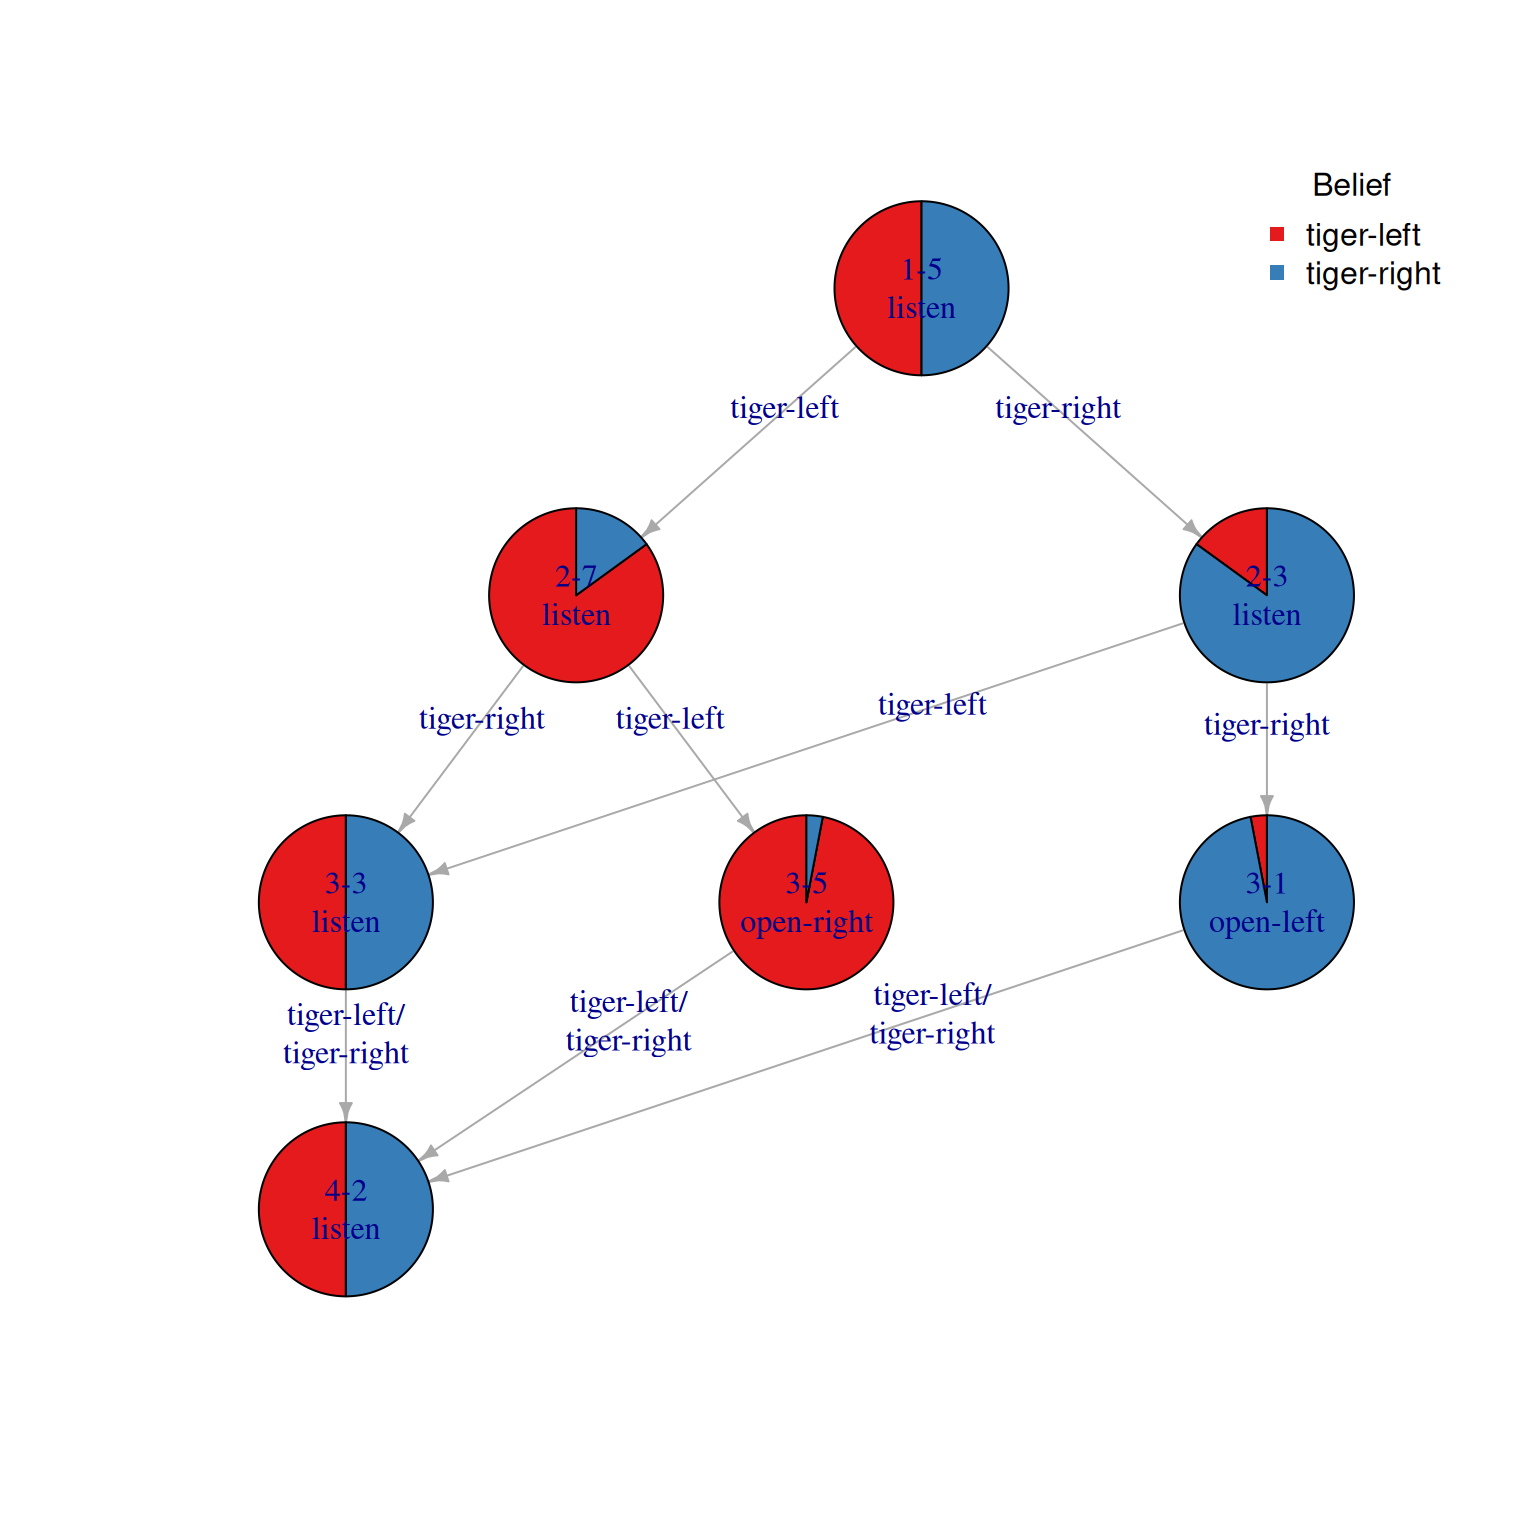 Belief
tiger-left
tiger-right
1-5
listen
tiger-left
tiger-right
2-7
listen
2-3
listen
tiger-right
tiger-left
tiger-left
tiger-right
3-3
listen
3-5
open-right
3-1
open-left
tiger-left/
tiger-right
tiger-left/
tiger-right
tiger-left/
tiger-right
4-2
listen